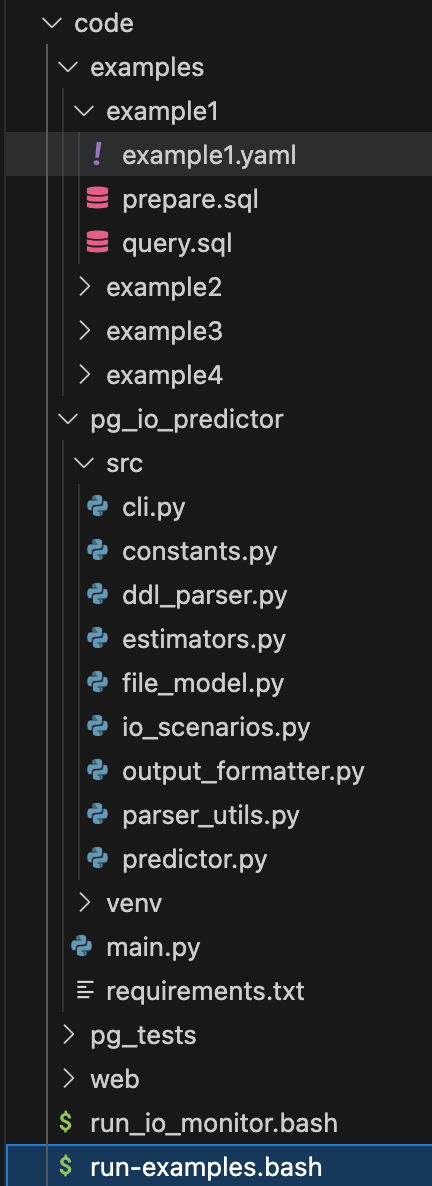 code
examples
example1
! example1.yaml
prepare.sql
query.sql
example2
example3
example4
pg_io_predictor
src
cli.py
constants.py
ddl_parser.py
estimators.py
file_model.py
io_scenarios.py
output_formatter.py
parser_utils.py
predictor.py
venv
main.py
requirements.txt
pg_tests
web
$ run_io_monitor.bash
$ run-examples.bash